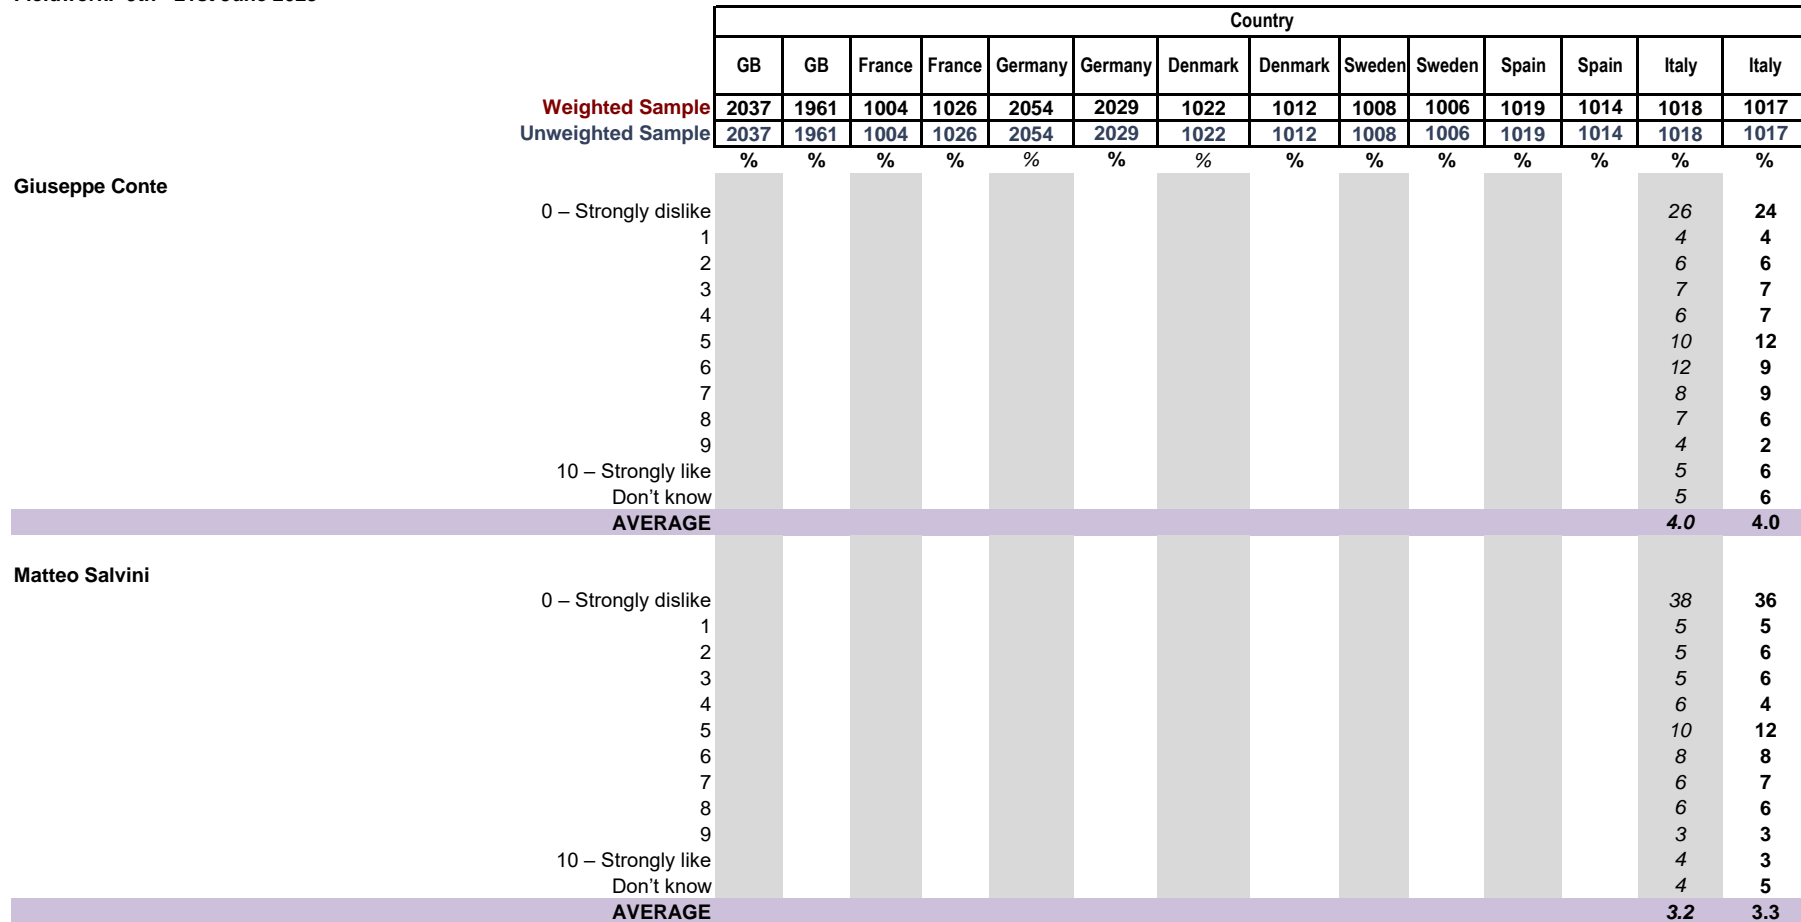 Country
GB GB France France Germany Germany Denmark Denmark Sweden Sweden Spain Spain Italy Italy
Weighted Sample 2037 1961 1004 1026 2054 2029 1022 1012 1008 1006 1019 1014 1018 1017
Unweighted Sample 2037 1961 1004 1026 2054 2029 1022 1012 1008 1006 1019 1014 1018 1017
% % % % % % % % % % % % % %
Giuseppe Conte
0 – Strongly dislike 26 24
1 4 4
2 6 6
3 7 7
4 6 7
5 10 12
6 12 9
7 8 9
8 7 6
9 4 2
10 – Strongly like 5 6
Don't know 5 6
AVERAGE 4.0 4.0
Matteo Salvini
0 – Strongly dislike 38 36
1 5 5
2 5 6
3 5 6
4 6 4
5 10 12
6 8 8
7 6 7
8 6 6
9 3 3
10 – Strongly like 4 3
Don't know 4 5
AVERAGE 3.2 3.3